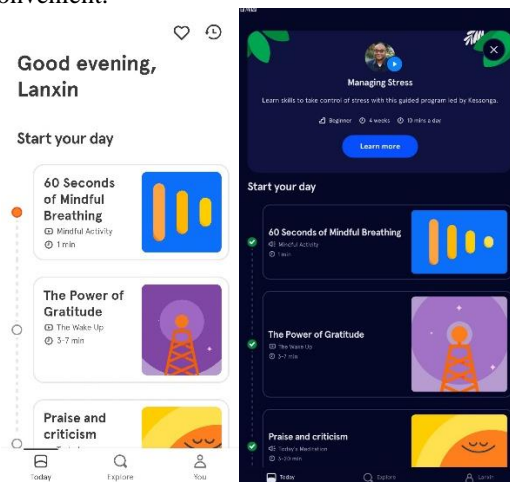 Good evening,
Lanxin
Start your day
60 Seconds
of Mindful
Breathing
Mindful Activity
1 min
The Power of
Gratitude
The Wake Up
3-7 min
Praise and
criticism
Today
Explore
You
Managing Stress
Learn skills to take control of stress with this guided program led by Kessonga.
Beginner 4 weeks 13 mins a day
Learn more
Start your day
60 Seconds of Mindful Breathing
Mindful Activity
1 min
The Power of Gratitude
The Wake Up
3-7 min
Praise and criticism
Today's Meditation
3-20 min
Today
Explore
Lanxin